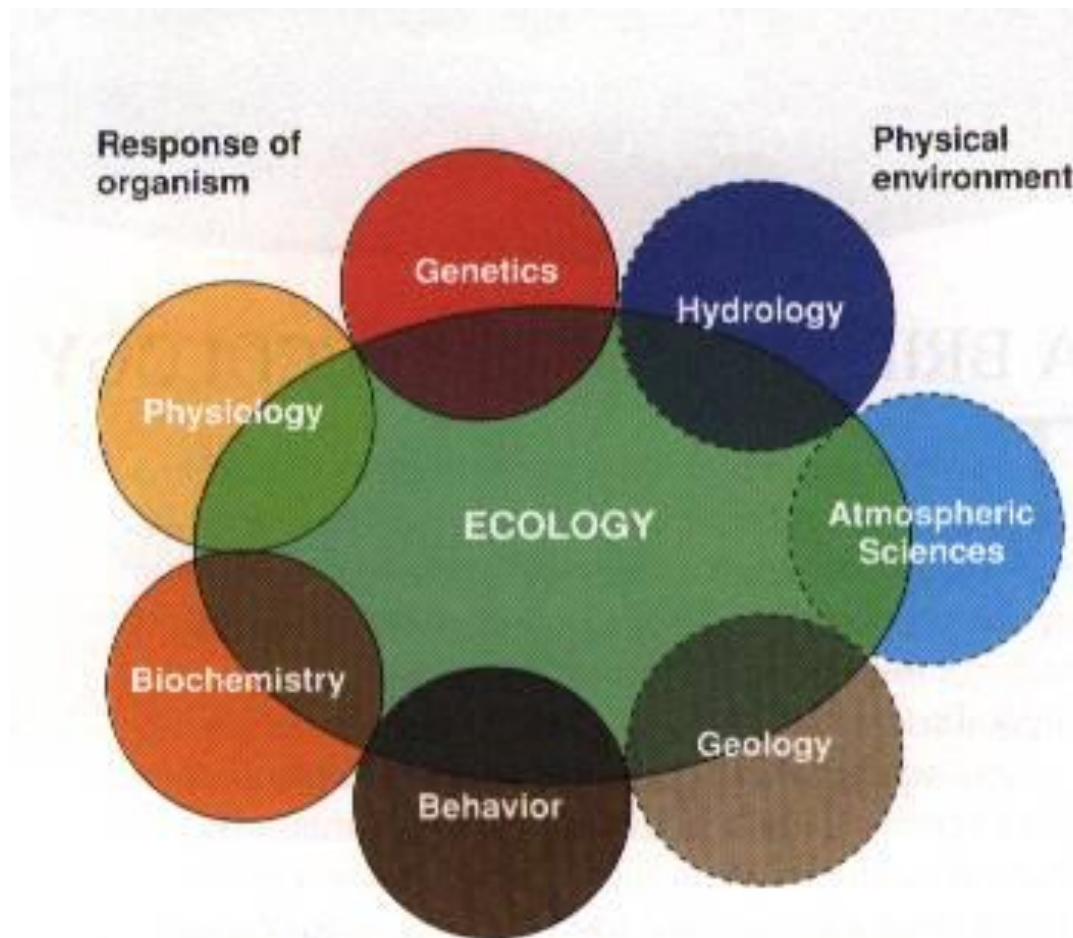 Response of
organism
Physical
environment
Genetics
Hydrology
Physiology
ECOLOGY
Atmospheric
Sciences
Biochemistry
Geology
Behavior